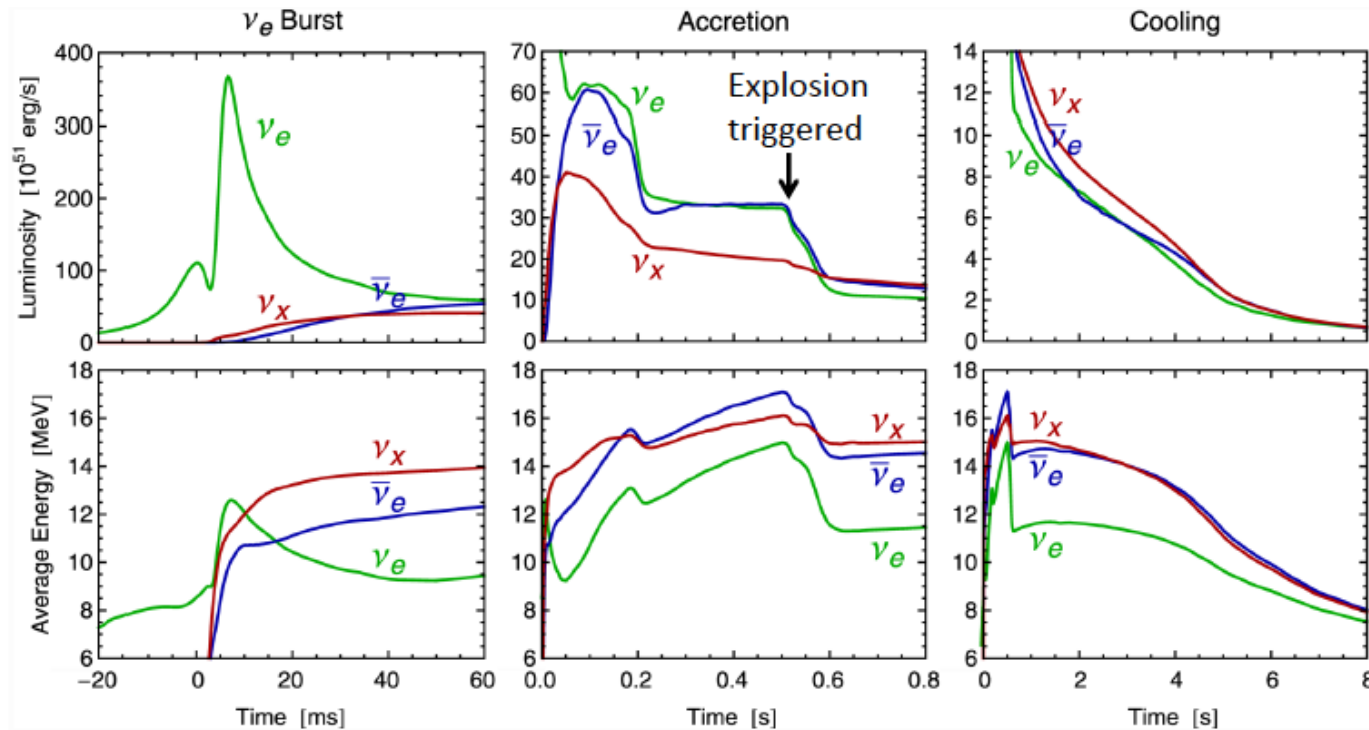 νe Burst
Accretion
Cooling
Luminosity [10^51 erg/s]
400
300
200
100
0
νe
νx
ν̄e
70
60
50
40
30
20
10
0
νe
ν̄e
νx
Explosion
triggered
14
12
10
8
6
4
2
0
νx
ν̄e
νe
Average Energy [MeV]
18
16
14
12
10
8
6
νx
ν̄e
νe
−20
0
20
40
60
Time [ms]
18
16
14
12
10
8
6
νx
ν̄e
νe
0.0
0.2
0.4
0.6
0.8
Time [s]
18
16
14
12
10
8
6
νx
ν̄e
νe
0
2
4
6
8
Time [s]